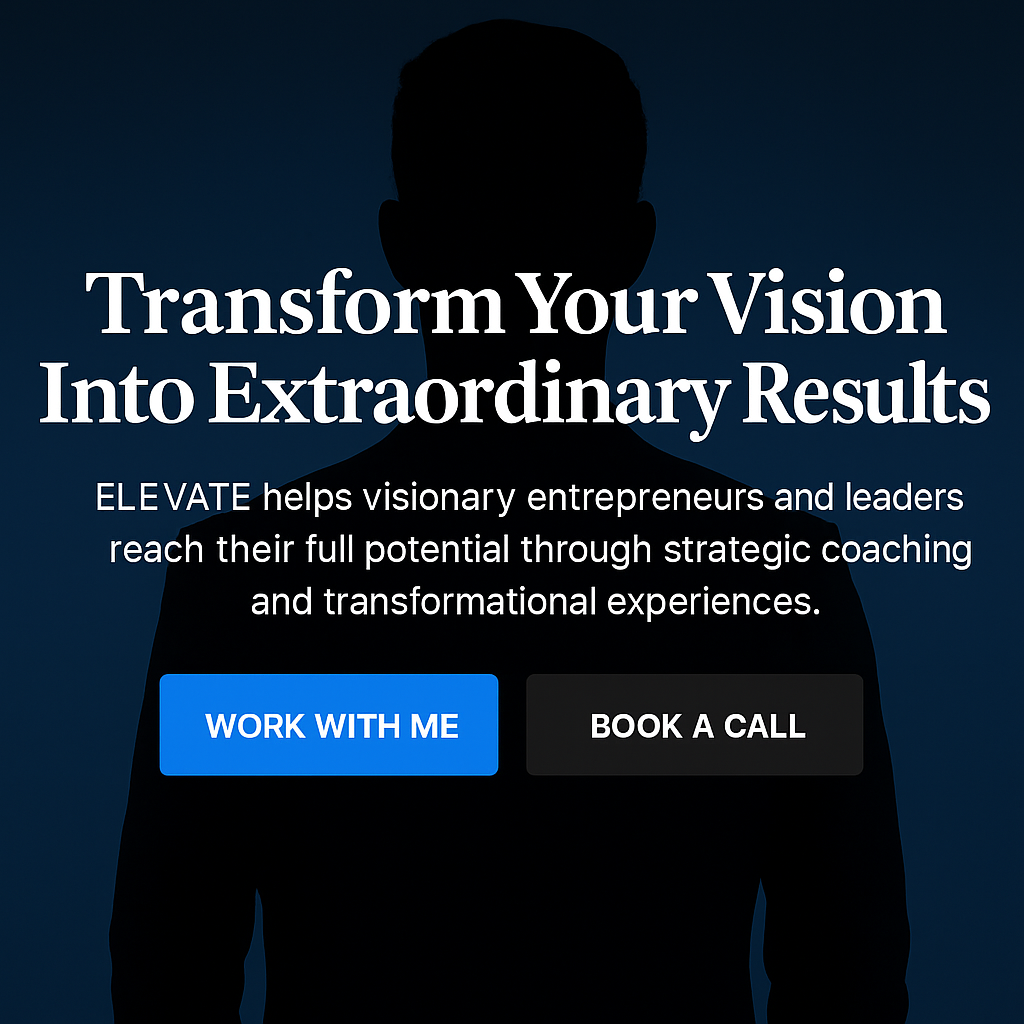 Transform Your Vision
Into Extraordinary Results
ELEVATE helps visionary entrepreneurs and leaders
reach their full potential through strategic coaching
and transformational experiences.
WORK WITH ME
BOOK A CALL